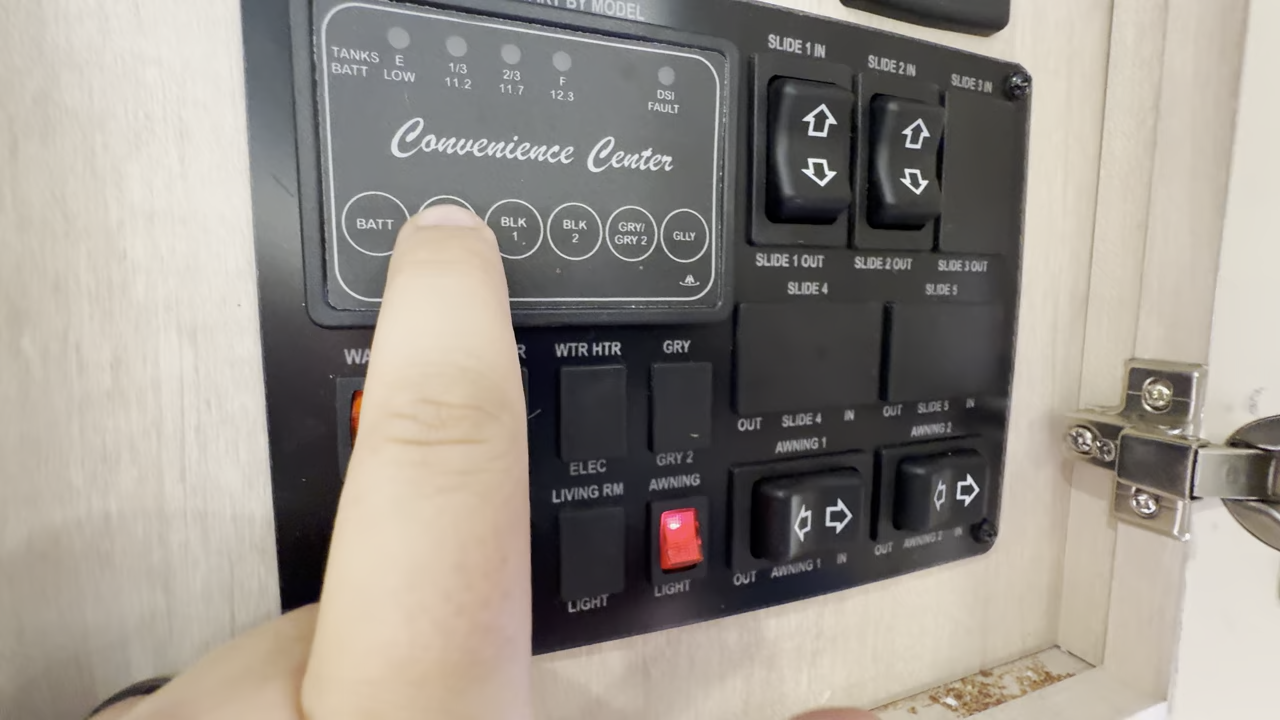 BY MODEL
TANKS E 1/3 2/3 F DSI
BATT LOW 11.2 11.7 12.3 FAULT
Convenience Center
BATT BLK 1 BLK 2 GRY/ GRY 2 GLLY
SLIDE 1 IN SLIDE 2 IN SLIDE 3 IN
SLIDE 1 OUT SLIDE 2 OUT SLIDE 3 OUT
SLIDE 4 SLIDE 5
OUT SLIDE 4 IN OUT SLIDE 5 IN
WTR HTR GRY
ELEC GRY 2
LIVING RM AWNING
LIGHT LIGHT
AWNING 1 AWNING 2
OUT AWNING 1 IN OUT AWNING 2 IN